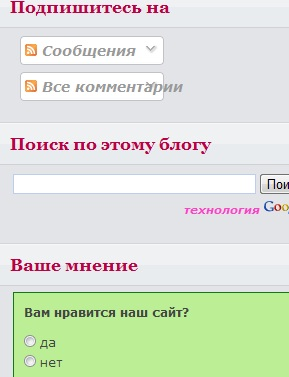 Подпишитесь на
Сообщения
Все комментарии
Поиск по этому блогу
Пои
технология Goo
Ваше мнение
Вам нравится наш сайт?
да
нет